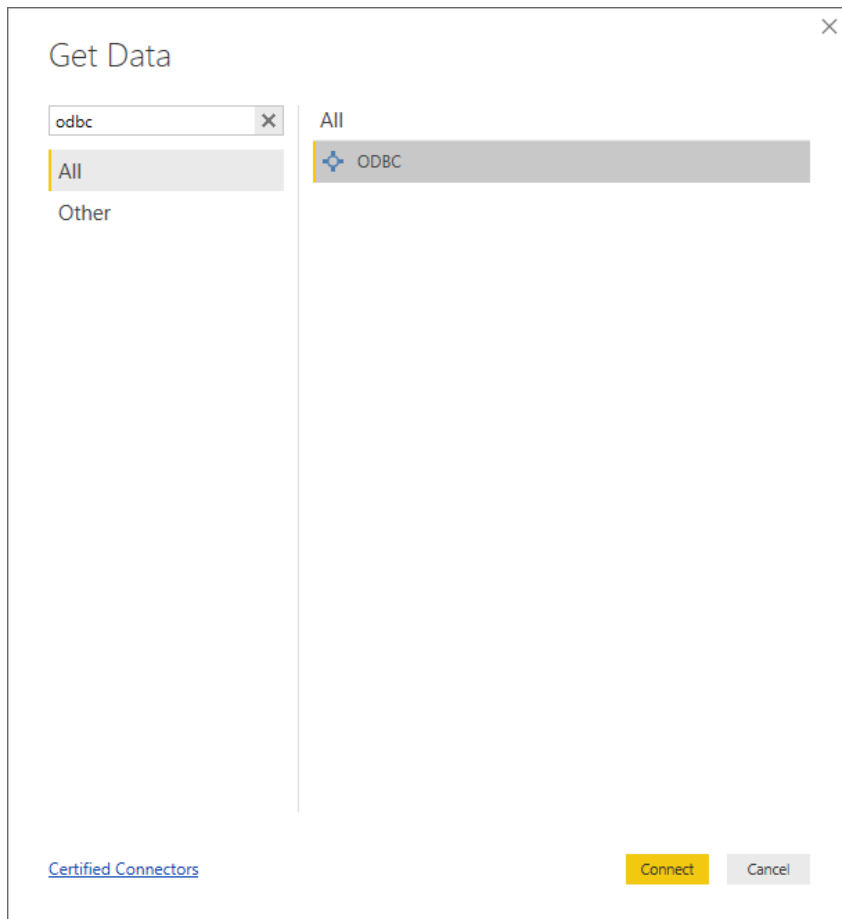 Get Data
odbc
All
Other
All
ODBC
Certified Connectors
Connect
Cancel